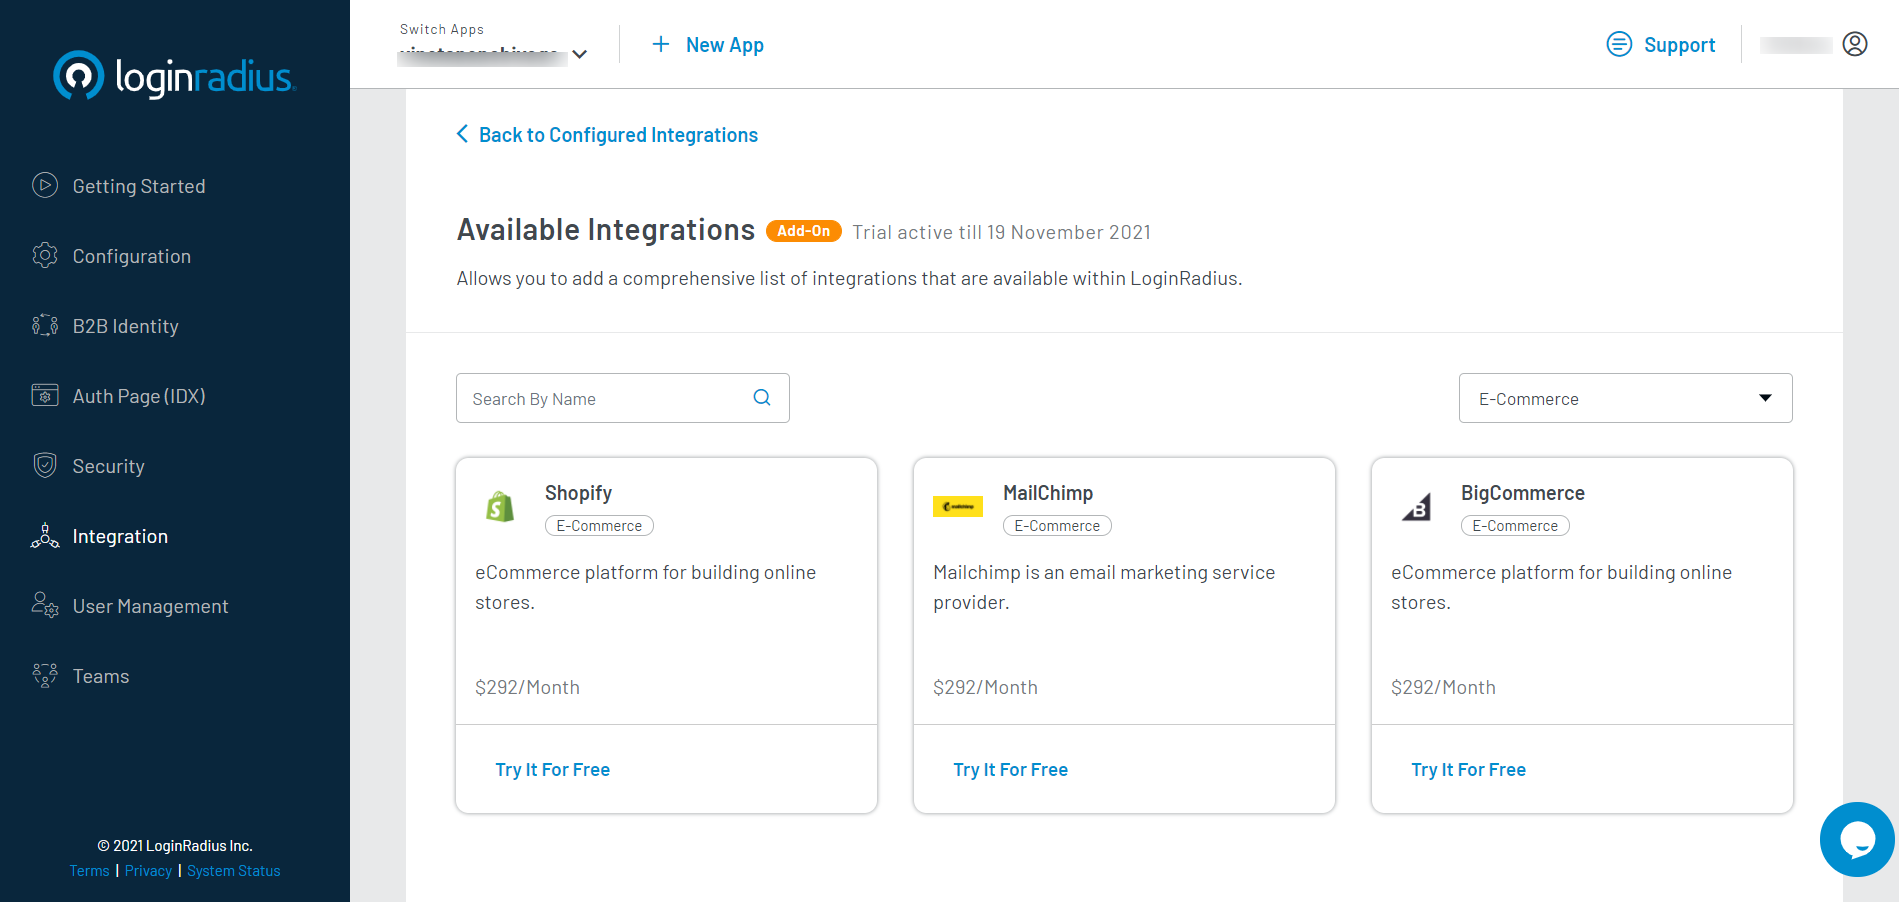 loginradius
Getting Started
Configuration
B2B Identity
Auth Page (IDX)
Security
Integration
User Management
Teams
© 2021 LoginRadius Inc.
Terms | Privacy | System Status
Switch Apps
New App
Support
Back to Configured Integrations
Available Integrations Add-On Trial active till 19 November 2021
Allows you to add a comprehensive list of integrations that are available within LoginRadius.
Search By Name
E-Commerce
Shopify
E-Commerce
eCommerce platform for building online
stores.
$292/Month
Try It For Free
MailChimp
E-Commerce
Mailchimp is an email marketing service
provider.
$292/Month
Try It For Free
BigCommerce
E-Commerce
eCommerce platform for building online
stores.
$292/Month
Try It For Free